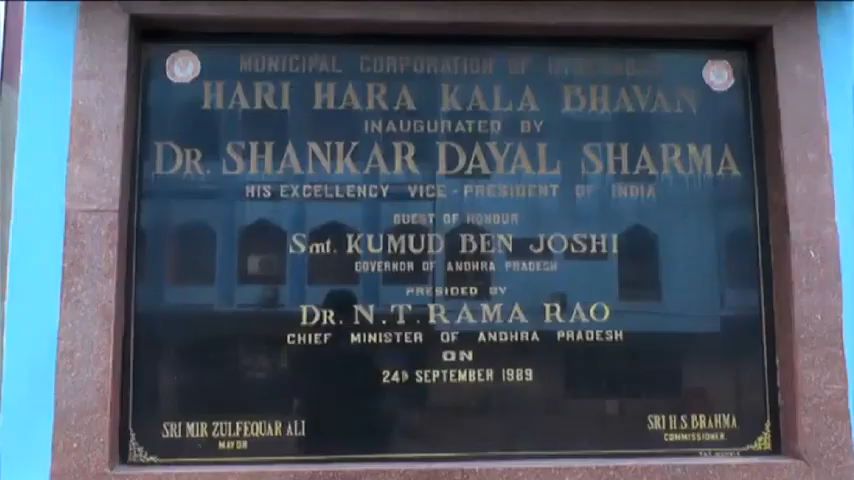 MUNICIPAL CORPORATION OF HYDERABAD
HARI HARA KALA BHAVAN
INAUGURATED BY
DR. SHANKAR DAYAL SHARMA
HIS EXCELLENCY VICE-PRESIDENT OF INDIA
GUEST OF HONOUR
Smt. KUMUD BEN JOSHI
GOVERNOR OF ANDHRA PRADESH
PRESIDED BY
DR. N.T. RAMA RAO
CHIEF MINISTER OF ANDHRA PRADESH
ON
24th SEPTEMBER 1989
SRI MIR ZULFEQUAR ALI
MAYOR
SRI H S BRAHMA
COMMISSIONER